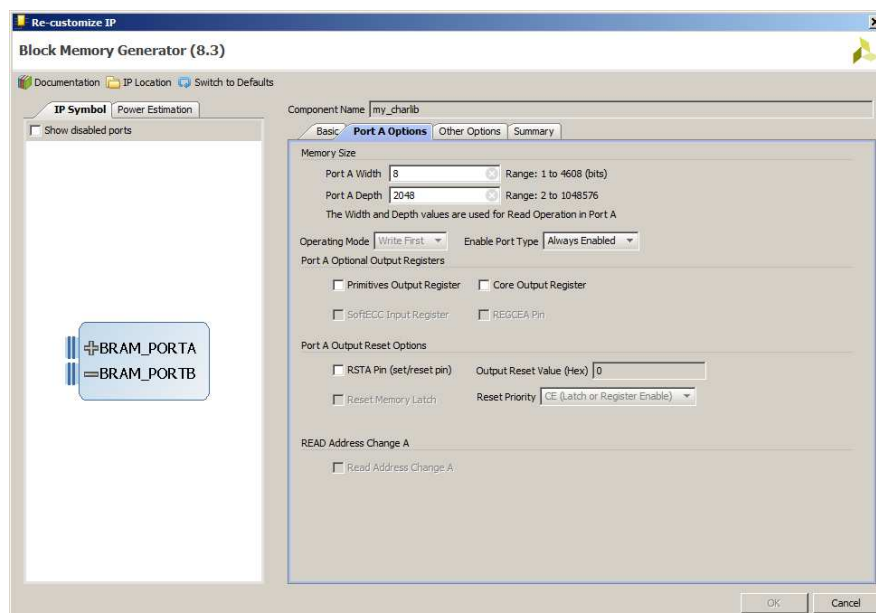 Re-customize IP
Block Memory Generator (8.3)
Documentation IP Location Switch to Defaults
IP Symbol Power Estimation
Show disabled ports
BRAM_PORTA
BRAM_PORTB
Component Name my_charlib
Basic Port A Options Other Options Summary
Memory Size
Port A Width 8 Range: 1 to 4608 (bits)
Port A Depth 2048 Range: 2 to 1048576
The Width and Depth values are used for Read Operation in Port A
Operating Mode Write First Enable Port Type Always Enabled
Port A Optional Output Registers
Primitives Output Register Core Output Register
SoftECC Input Register REGCEA Pin
Port A Output Reset Options
RSTA Pin (set/reset pin) Output Reset Value (Hex) 0
Reset Memory Latch Reset Priority CE (Latch or Register Enable)
READ Address Change A
Read Address Change A
OK Cancel